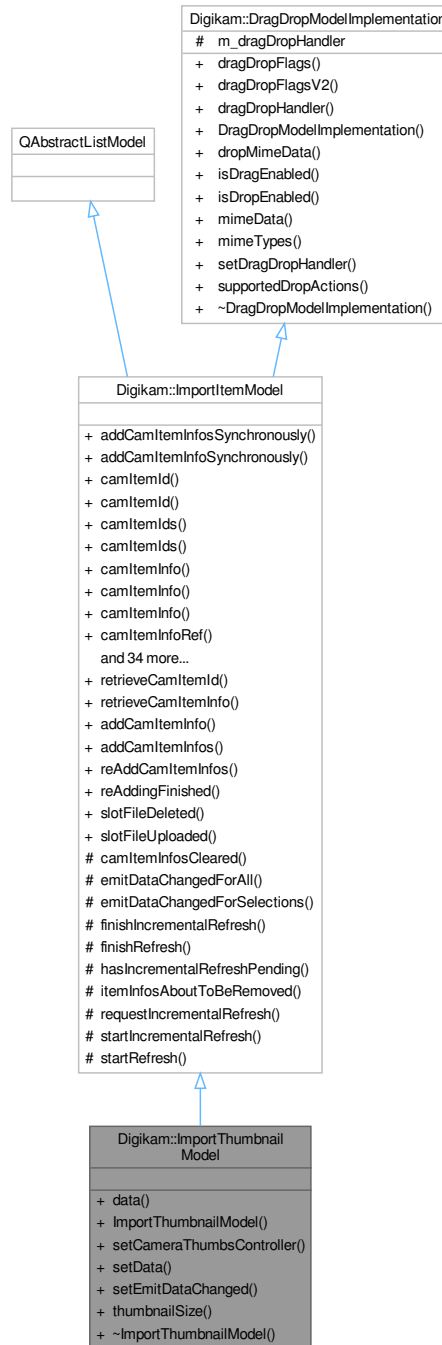 Digikam::DragDropModelImplementation
# m_dragDropHandler
+ dragDropFlags()
+ dragDropFlagsV2()
+ dragDropHandler()
+ DragDropModelImplementation()
+ dropMimeData()
+ isDragEnabled()
+ isDropEnabled()
+ mimeData()
+ mimeTypes()
+ setDragDropHandler()
+ supportedDropActions()
+ ~DragDropModelImplementation()
QAbstractListModel
Digikam::ImportItemModel
+ addCamItemInfosSynchronously()
+ addCamItemInfoSynchronously()
+ camItemId()
+ camItemId()
+ camItemIds()
+ camItemIds()
+ camItemInfo()
+ camItemInfo()
+ camItemInfo()
+ camItemInfoRef()
and 34 more...
+ retrieveCamItemId()
+ retrieveCamItemInfo()
+ addCamItemInfo()
+ addCamItemInfos()
+ reAddCamItemInfos()
+ reAddingFinished()
+ slotFileDeleted()
+ slotFileUploaded()
# camItemInfosCleared()
# emitDataChangedForAll()
# emitDataChangedForSelections()
# finishIncrementalRefresh()
# finishRefresh()
# hasIncrementalRefreshPending()
# itemInfosAboutToBeRemoved()
# requestIncrementalRefresh()
# startIncrementalRefresh()
# startRefresh()
Digikam::ImportThumbnail
Model
+ data()
+ ImportThumbnailModel()
+ setCameraThumbsController()
+ setData()
+ setEmitDataChanged()
+ thumbnailSize()
+ ~ImportThumbnailModel()